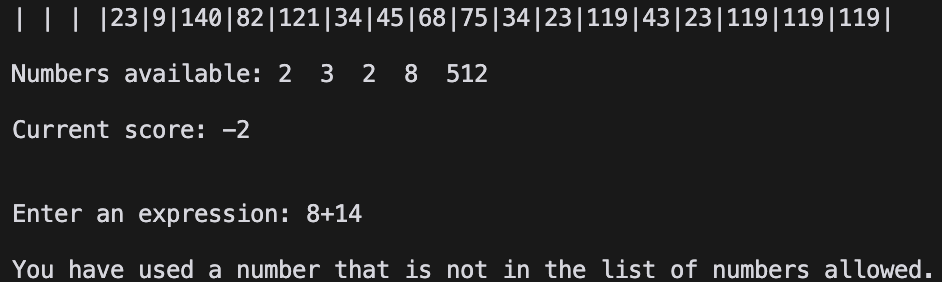 | | | |23|9|140|82|121|34|45|68|75|34|23|119|43|23|119|119|119|
Numbers available: 2  3  2  8  512
Current score: -2
Enter an expression: 8+14
You have used a number that is not in the list of numbers allowed.